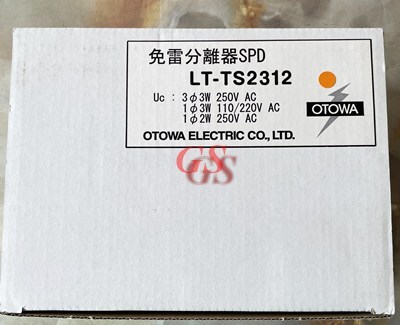 免雷分離器SPD
LT-TS2312
Uc : 3φ3W 250V AC
1φ3W 110/220V AC
1φ2W 250V AC
OTOWA
OTOWA ELECTRIC CO., LTD.
GS
GS